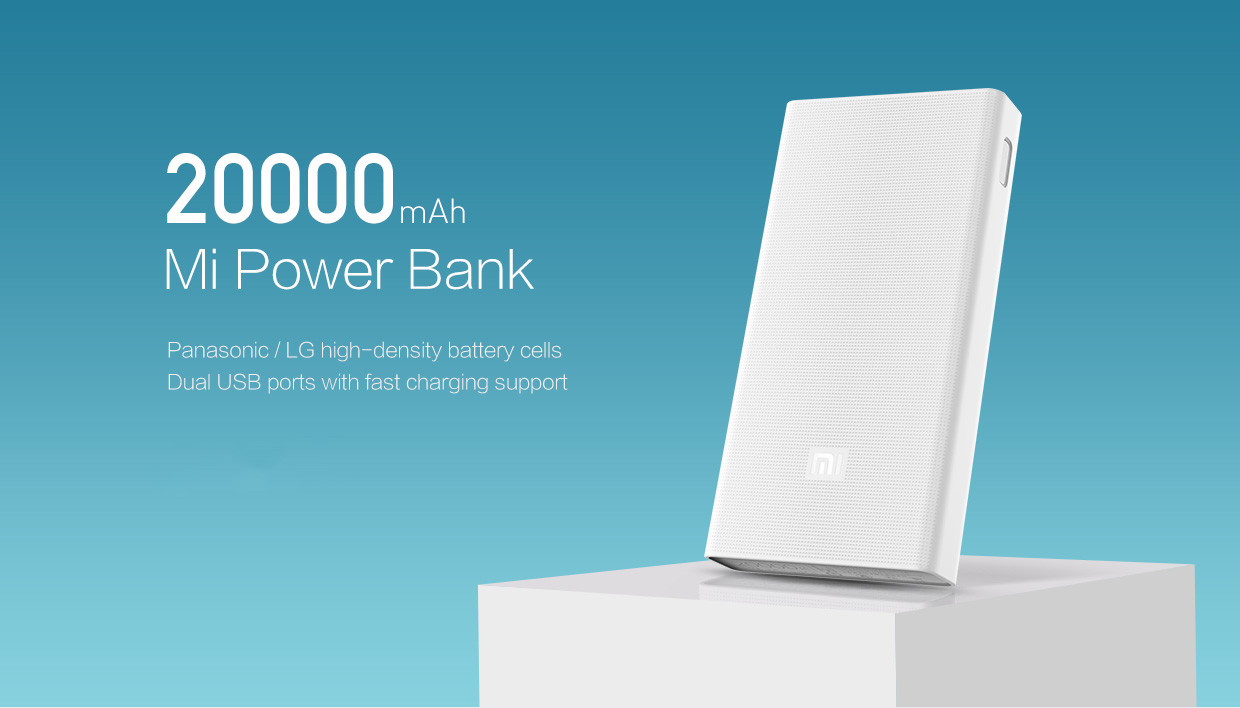 20000mAh
Mi Power Bank
Panasonic / LG high-density battery cells
Dual USB ports with fast charging support
mi